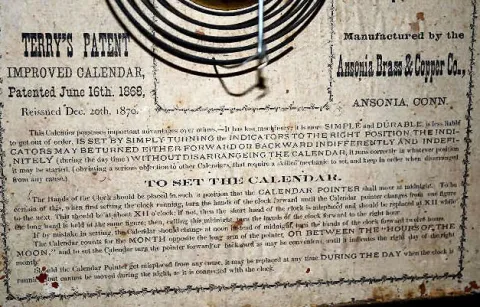 TERRY'S PATENT
IMPROVED CALENDAR,
Patented June 16th. 1868,
Reissued Dec. 20th. 1870.
Manufactured by the
Ansonia Brass & Copper Co.,
ANSONIA, CONN.
This Calendar possesses important advantages over others.—It has less machinery; it is more SIMPLE and DURABLE, is less liable
to get out of order, IS SET BY SIMPLY TURNING the INDICATORS TO THE RIGHT POSITION. THE INDI-
CATORS MAY BE TURNED EITHER FORWARD OR BACKWARD INDIFFERENTLY AND INDEFI-
NITELY (during the day time) WITHOUT DISARRANGEING THE CALENDAR, runs correctly in whatever position
it may be started, (obviating a serious objection to other Calendars, that require a skilled mechanic to set, and keep in order when disarranged
from any cause.)
TO SET THE CALENDAR.
The Hands of the Clock should be placed in such a position that the CALENDAR POINTER shall move at midnight. To be
certain of this, when first turning the clock running, turn the hands of the clock forward until the Calendar pointer changes from one figure
to the next. This should be at about XII o'clock; if not, then the short hand of the clock is misplaced and should be replaced at XII while
the long hand is held at the same figure; then, calling this midnight, turn the hands of the clock forward to the right hour.
If by mistake in setting, the Calendar should change at noon instead of midnight, turn the hands of the clock forward twelve hours.
The Calendar counts for the MONTH opposite the long part of the pointer, OR BETWEEN THE "HOURS OF THE
MOON," and to set the Calendar turn the pointer forward or backward as may be convenient, until it indicates the right day of the right
month.
Should the Calendar Pointer get misplaced from any cause, it may be replaced at any time DURING THE DAY when the clock is
running but cannot be moved during the night, as it is connected with the clock.